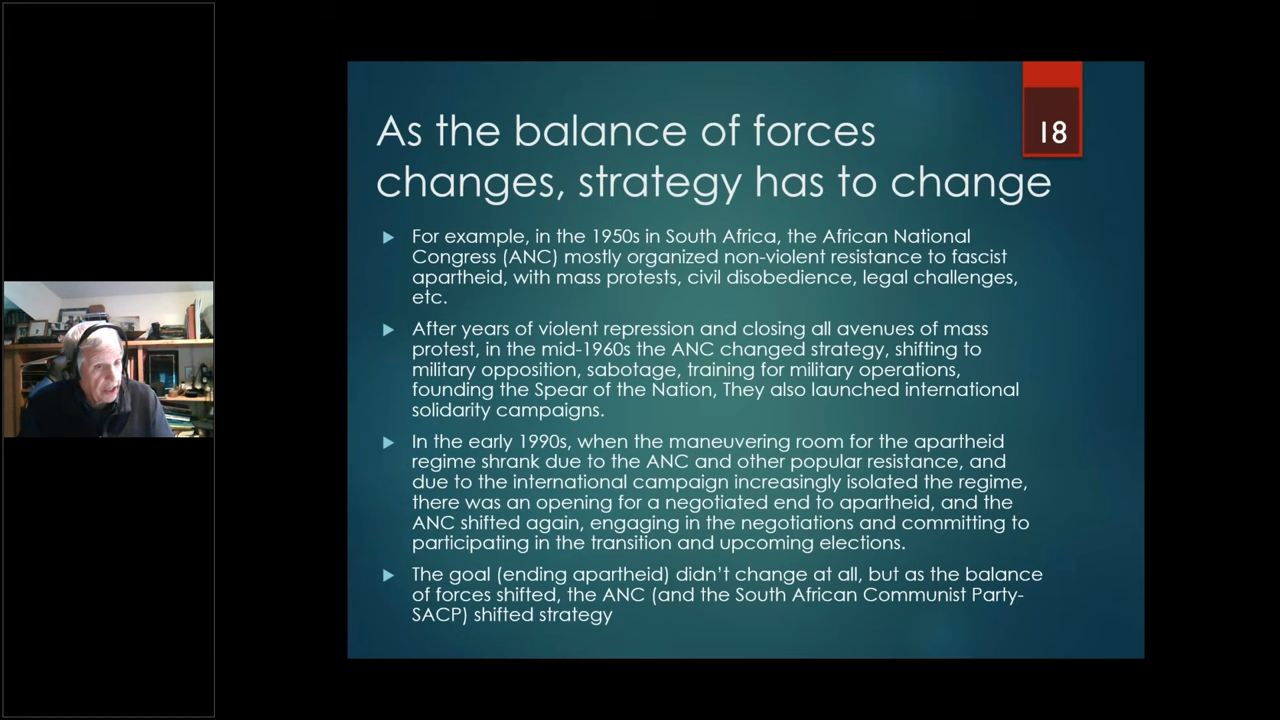 18
As the balance of forces
changes, strategy has to change
For example, in the 1950s in South Africa, the African National
Congress (ANC) mostly organized non-violent resistance to fascist
apartheid, with mass protests, civil disobedience, legal challenges,
etc.
After years of violent repression and closing all avenues of mass
protest, in the mid-1960s the ANC changed strategy, shifting to
military opposition, sabotage, training for military operations,
founding the Spear of the Nation, They also launched international
solidarity campaigns.
In the early 1990s, when the maneuvering room for the apartheid
regime shrank due to the ANC and other popular resistance, and
due to the international campaign increasingly isolated the regime,
there was an opening for a negotiated end to apartheid, and the
ANC shifted again, engaging in the negotiations and committing to
participating in the transition and upcoming elections.
The goal (ending apartheid) didn't change at all, but as the balance
of forces shifted, the ANC (and the South African Communist Party-
SACP) shifted strategy